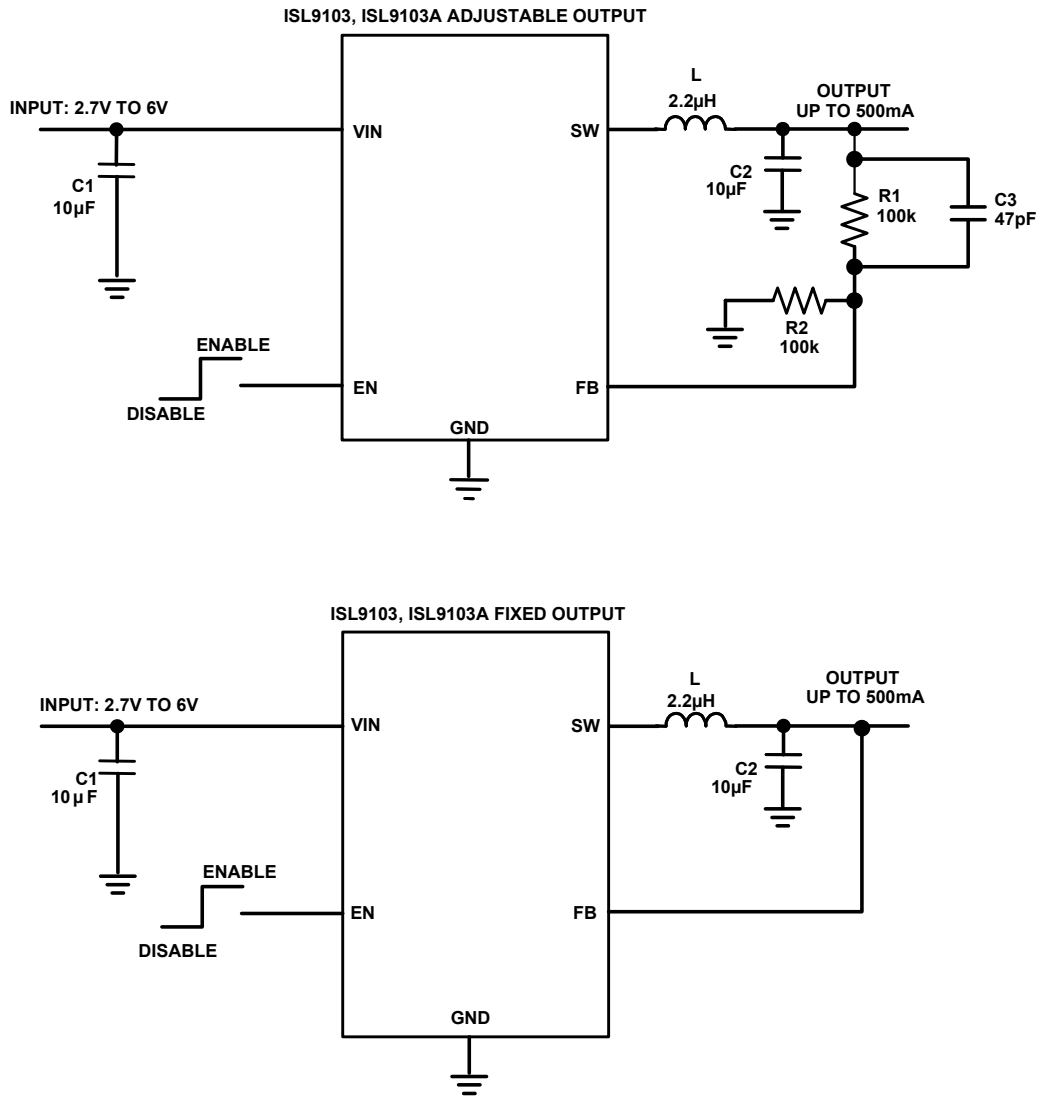 ISL9103, ISL9103A ADJUSTABLE OUTPUT
INPUT: 2.7V TO 6V
VIN
C1
10µF
ENABLE
DISABLE
EN
GND
SW
FB
L
2.2µH
OUTPUT
UP TO 500mA
C2
10µF
R1
100k
C3
47pF
R2
100k
ISL9103, ISL9103A FIXED OUTPUT
INPUT: 2.7V TO 6V
VIN
C1
10µF
ENABLE
DISABLE
EN
GND
SW
FB
L
2.2µH
OUTPUT
UP TO 500mA
C2
10µF